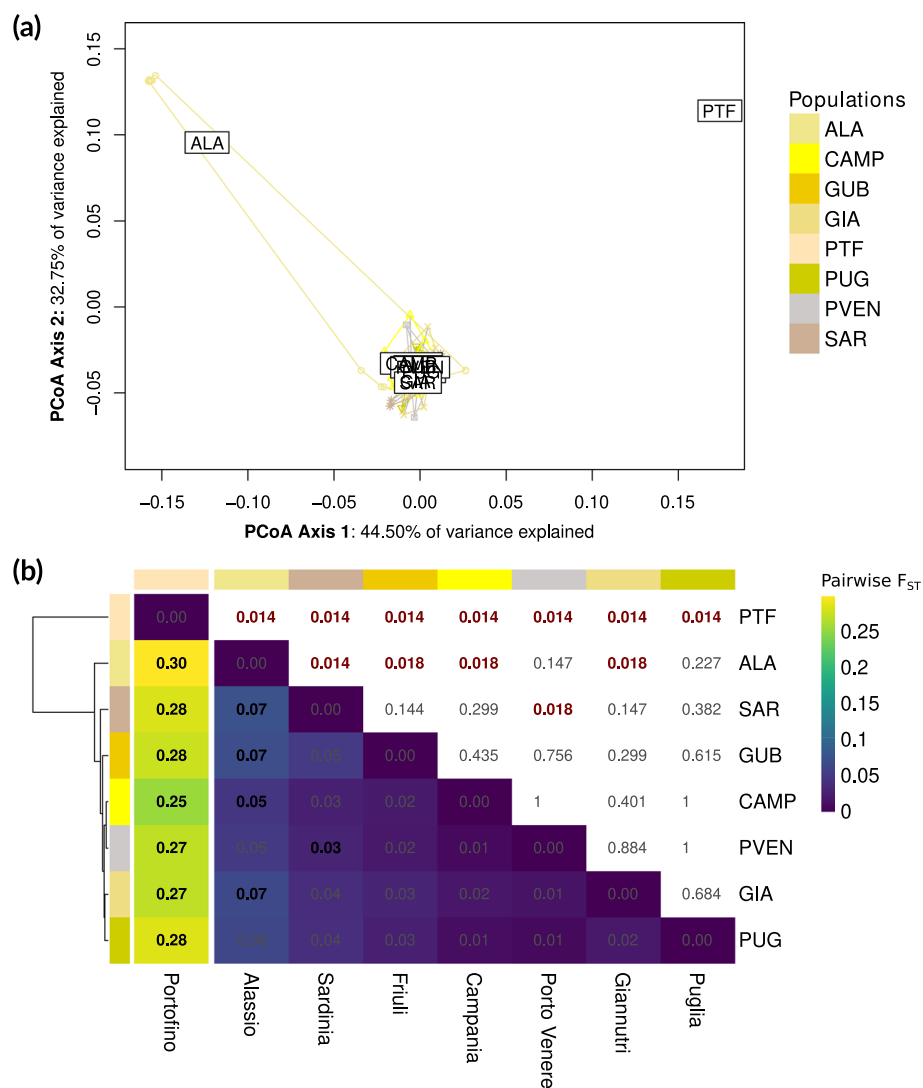 (a)
PCoA Axis 2: 32.75% of variance explained
0.15
0.10
0.05
0.00
−0.05
ALA
PTF
CAMP
SAR
−0.15
−0.10
−0.05
0.00
0.05
0.10
0.15
PCoA Axis 1: 44.50% of variance explained
Populations
ALA
CAMP
GUB
GIA
PTF
PUG
PVEN
SAR
(b)
0.00 0.014 0.014 0.014 0.014 0.014 0.014 0.014 PTF
0.30 0.00 0.014 0.018 0.018 0.147 0.018 0.227 ALA
0.28 0.07 0.00 0.144 0.299 0.018 0.147 0.382 SAR
0.28 0.07 0.05 0.00 0.435 0.756 0.299 0.615 GUB
0.25 0.05 0.03 0.02 0.00 1 0.401 1 CAMP
0.27 0.03 0.02 0.01 0.00 0.884 1 PVEN
0.27 0.07 0.04 0.03 0.02 0.01 0.00 0.684 GIA
0.28 0.04 0.03 0.01 0.01 0.02 0.00 PUG
Portofino
Alassio
Sardinia
Friuli
Campania
Porto Venere
Giannutri
Puglia
Pairwise FST
0.25
0.2
0.15
0.1
0.05
0